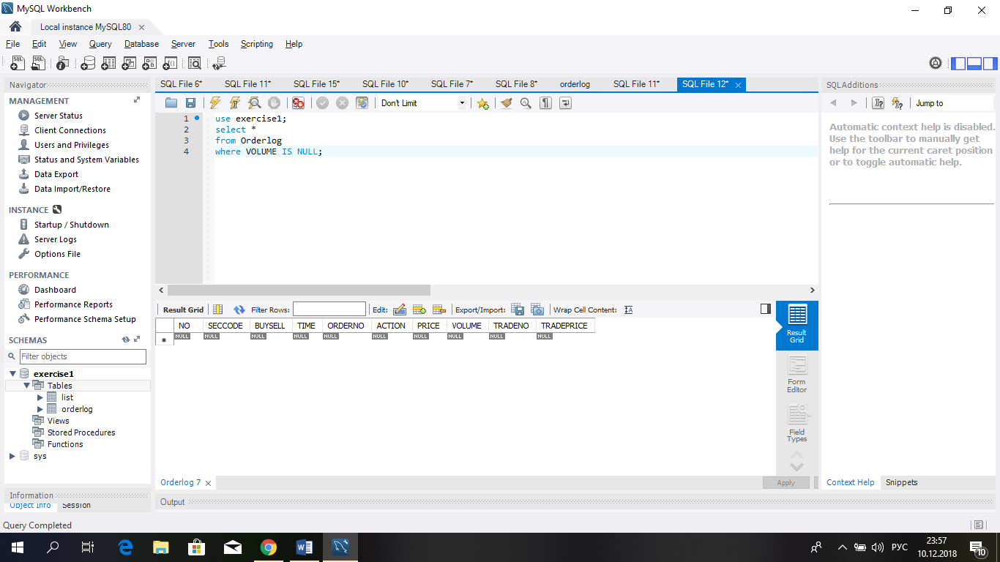 MySQL Workbench
Local instance MySQL80
File Edit View Query Database Server Tools Scripting Help
Navigator
MANAGEMENT
Server Status
Client Connections
Users and Privileges
Status and System Variables
Data Export
Data Import/Restore
INSTANCE
Startup / Shutdown
Server Logs
Options File
PERFORMANCE
Dashboard
Performance Reports
Performance Schema Setup
SCHEMAS
Filter objects
exercise1
Tables
list
orderlog
Views
Stored Procedures
Functions
sys
Information
Object Info Session
Query Completed
SQL File 6* SQL File 11* SQL File 15* SQL File 10* SQL File 7* SQL File 8* orderlog SQL File 11* SQL File 12*
Don't Limit
1 use exercise1;
2 select *
3 from Orderlog
4 where VOLUME IS NULL;
Result Grid Filter Rows: Edit: Export/Import: Wrap Cell Content:
NO SECCODE BUYSELL TIME ORDERNO ACTION PRICE VOLUME TRADENO TRADEPRICE
NULL NULL NULL NULL NULL NULL NULL NULL NULL NULL
Result
Grid
Form
Editor
Field
Types
Orderlog 7
Apply
Output
SQLAdditions
Jump to
Automatic context help is disabled.
Use the toolbar to manually get
help for the current caret position
or to toggle automatic help.
Context Help Snippets
РУС
23:57
10.12.2018
10